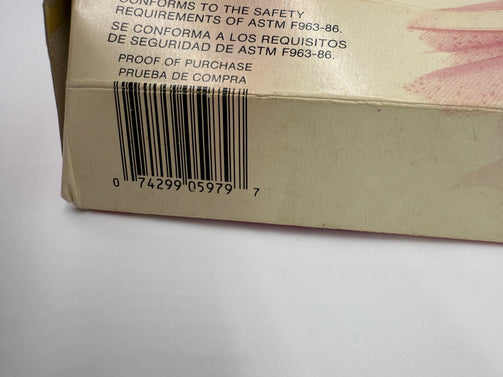 CONFORMS TO THE SAFETY
REQUIREMENTS OF ASTM F963-86.
SE CONFORMA A LOS REQUISITOS
DE SEGURIDAD DE ASTM F963-86.
PROOF OF PURCHASE
PRUEBA DE COMPRA
0 74299 05979 7